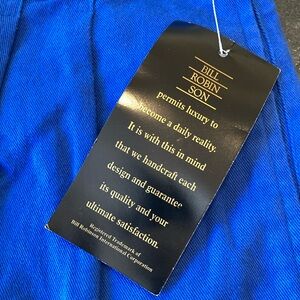 BILL
ROBIN
SON
permits luxury to
become a daily reality.
It is with this in mind
that we handcraft each
design and guarantee
its quality and your
ultimate satisfaction.
Registered Trademark of
Bill Robinson International Corporation